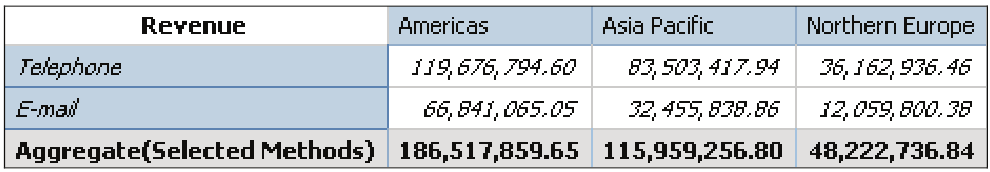 Revenue Americas Asia Pacific Northern Europe
Telephone 119,676,794.60 83,503,417.94 36,162,936.46
E-mail 66,841,065.05 32,455,838.86 12,059,800.38
Aggregate(Selected Methods) 186,517,859.65 115,959,256.80 48,222,736.84